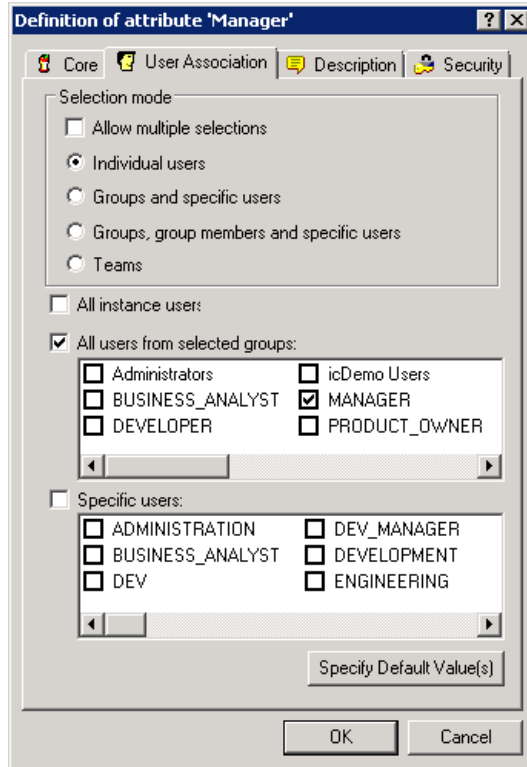 Definition of attribute 'Manager'
Core User Association Description Security
Selection mode
Allow multiple selections
Individual users
Groups and specific users
Groups, group members and specific users
Teams
All instance users
All users from selected groups:
Administrators icDemo Users
BUSINESS_ANALYST MANAGER
DEVELOPER PRODUCT_OWNER
Specific users:
ADMINISTRATION DEV_MANAGER
BUSINESS_ANALYST DEVELOPMENT
DEV ENGINEERING
Specify Default Value(s)
OK Cancel